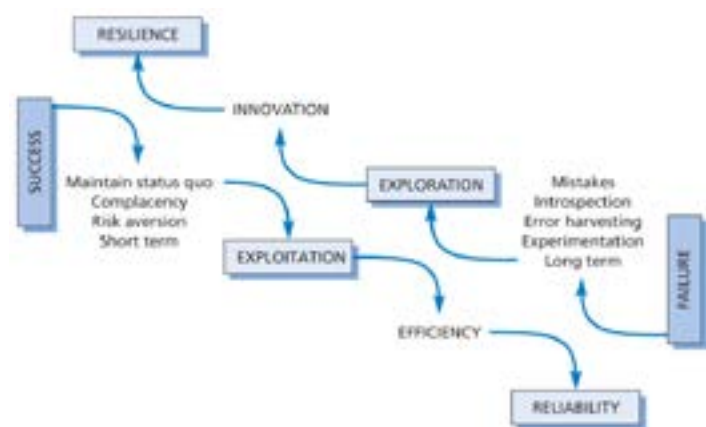 RESILIENCE
INNOVATION
SUCCESS
Maintain status quo
Complacency
Risk aversion
Short term
EXPLORATION
Mistakes
Introspection
Error harvesting
Experimentation
Long term
EXPLOITATION
FAILURE
EFFICIENCY
RELIABILITY